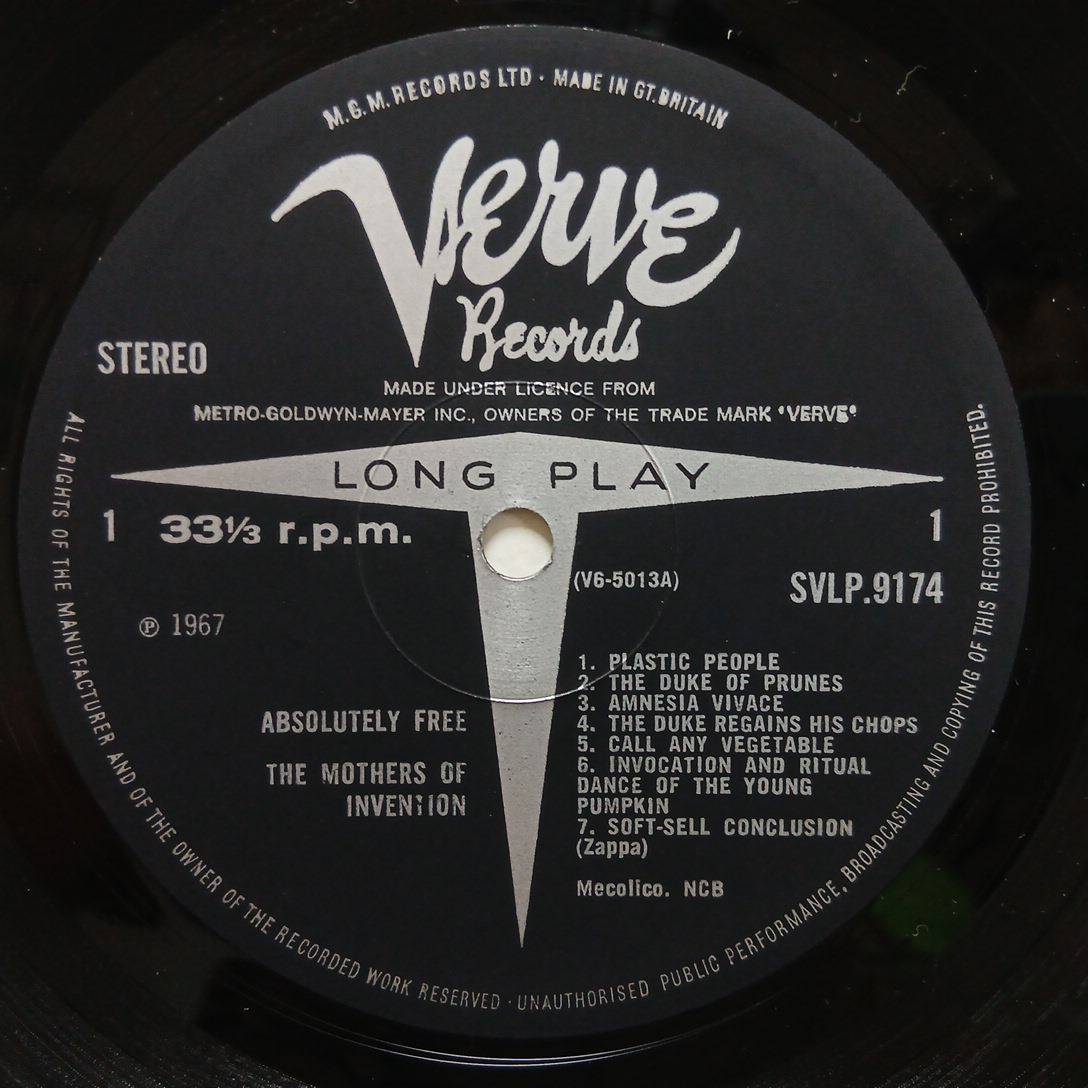 M.G.M. RECORDS LTD · MADE IN GT.BRITAIN
Verve
Records
STEREO
MADE UNDER LICENCE FROM
METRO-GOLDWYN-MAYER INC., OWNERS OF THE TRADE MARK "VERVE"
LONG PLAY
1 33⅓ r.p.m. 1
(V6-5013A) SVLP.9174
℗ 1967
ABSOLUTELY FREE
THE MOTHERS OF
INVENTION
1. PLASTIC PEOPLE
2. THE DUKE OF PRUNES
3. AMNESIA VIVACE
4. THE DUKE REGAINS HIS CHOPS
5. CALL ANY VEGETABLE
6. INVOCATION AND RITUAL
DANCE OF THE YOUNG
PUMPKIN
7. SOFT-SELL CONCLUSION
(Zappa)
Mecolico. NCB
ALL RIGHTS OF THE MANUFACTURER AND OF THE OWNER OF THE RECORDED WORK RESERVED · UNAUTHORISED PUBLIC PERFORMANCE, BROADCASTING AND COPYING OF THIS RECORD PROHIBITED.